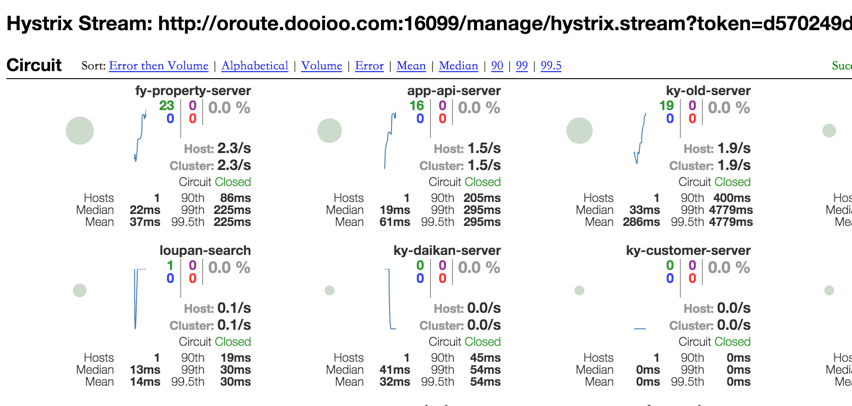 Hystrix Stream: http://oroute.dooioo.com:16099/manage/hystrix.stream?token=d570249d
Circuit Sort: Error then Volume | Alphabetical | Volume | Error | Mean | Median | 90 | 99 | 99.5
fy-property-server app-api-server ky-old-server
23 0 0.0 % 16 0 0.0 % 19 0 0.0 %
0 0 0 0 0 0
Host: 2.3/s Host: 1.5/s Host: 1.9/s
Cluster: 2.3/s Cluster: 1.5/s Cluster: 1.9/s
Circuit Closed Circuit Closed Circuit Closed
Hosts 1 90th 86ms Hosts 1 90th 205ms Hosts 1 90th 400ms
Median 22ms 99th 225ms Median 19ms 99th 295ms Median 33ms 99th 4779ms
Mean 37ms 99.5th 225ms Mean 61ms 99.5th 295ms Mean 286ms 99.5th 4779ms
loupan-search ky-daikan-server ky-customer-server
1 0 0.0 % 0 0 0.0 % 0 0 0.0 %
0 0 0 0 0 0
Host: 0.1/s Host: 0.0/s Host: 0.0/s
Cluster: 0.1/s Cluster: 0.0/s Cluster: 0.0/s
Circuit Closed Circuit Closed Circuit Closed
Hosts 1 90th 19ms Hosts 1 90th 45ms Hosts 1 90th 0ms
Median 13ms 99th 30ms Median 41ms 99th 54ms Median 0ms 99th 0ms
Mean 14ms 99.5th 30ms Mean 32ms 99.5th 54ms Mean 0ms 99.5th 0ms